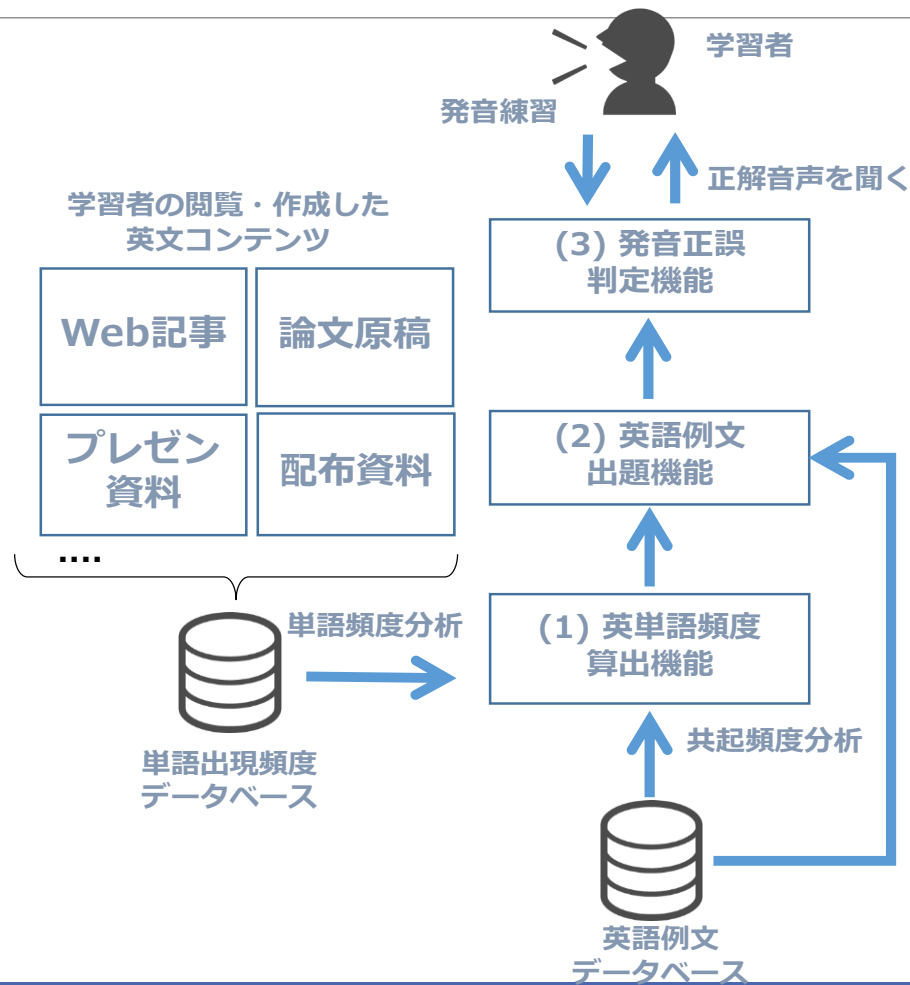 学習者
発音練習
正解音声を聞く
学習者の閲覧・作成した
英文コンテンツ
Web記事
論文原稿
プレゼン
資料
配布資料
....
(3) 発音正誤
判定機能
(2) 英語例文
出題機能
単語頻度分析
(1) 英単語頻度
算出機能
共起頻度分析
単語出現頻度
データベース
英語例文
データベース